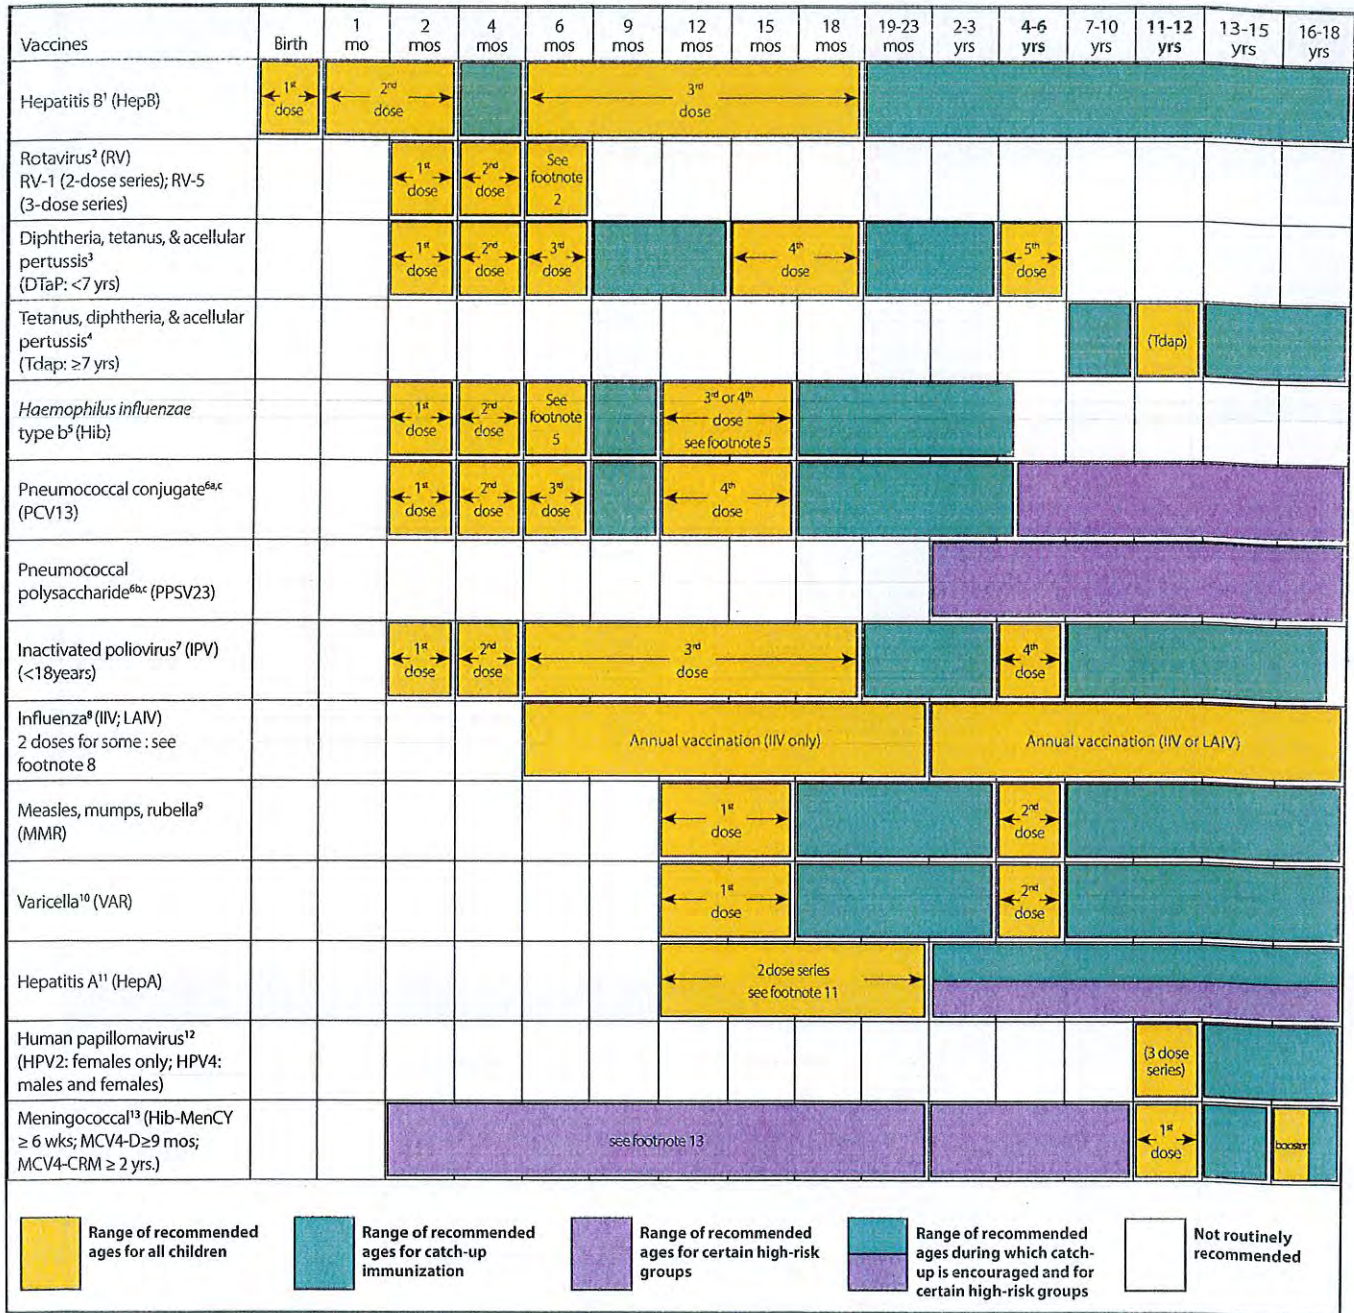 Vaccines Birth 1 mo 2 mos 4 mos 6 mos 9 mos 12 mos 15 mos 18 mos 19-23 mos 2-3 yrs 4-6 yrs 7-10 yrs 11-12 yrs 13-15 yrs 16-18 yrs
Hepatitis B¹ (HepB)
1st dose
2nd dose
3rd dose
Rotavirus² (RV)
RV-1 (2-dose series); RV-5
(3-dose series)
1st dose
2nd dose
See
footnote
2
Diphtheria, tetanus, & acellular
pertussis³
(DTaP: <7 yrs)
1st dose
2nd dose
3rd dose
4th dose
5th dose
Tetanus, diphtheria, & acellular
pertussis⁴
(Tdap: ≥7 yrs)
(Tdap)
Haemophilus influenzae
type b⁵ (Hib)
1st dose
2nd dose
See
footnote
5
3rd or 4th
dose
see footnote 5
Pneumococcal conjugate⁶ᵃ,ᶜ
(PCV13)
1st dose
2nd dose
3rd dose
4th dose
Pneumococcal
polysaccharide⁶ᵇ,ᶜ (PPSV23)
Inactivated poliovirus⁷ (IPV)
(<18years)
1st dose
2nd dose
3rd dose
4th dose
Influenza⁸ (IIV; LAIV)
2 doses for some : see
footnote 8
Annual vaccination (IIV only)
Annual vaccination (IIV or LAIV)
Measles, mumps, rubella⁹
(MMR)
1st dose
2nd dose
Varicella¹⁰ (VAR)
1st dose
2nd dose
Hepatitis A¹¹ (HepA)
2 dose series
see footnote 11
Human papillomavirus¹²
(HPV2: females only; HPV4:
males and females)
(3 dose
series)
Meningococcal¹³ (Hib-MenCY
≥ 6 wks; MCV4-D≥9 mos;
MCV4-CRM ≥ 2 yrs.)
see footnote 13
1st dose
booster
Range of recommended
ages for all children
Range of recommended
ages for catch-up
immunization
Range of recommended
ages for certain high-risk
groups
Range of recommended
ages during which catch-
up is encouraged and for
certain high-risk groups
Not routinely
recommended